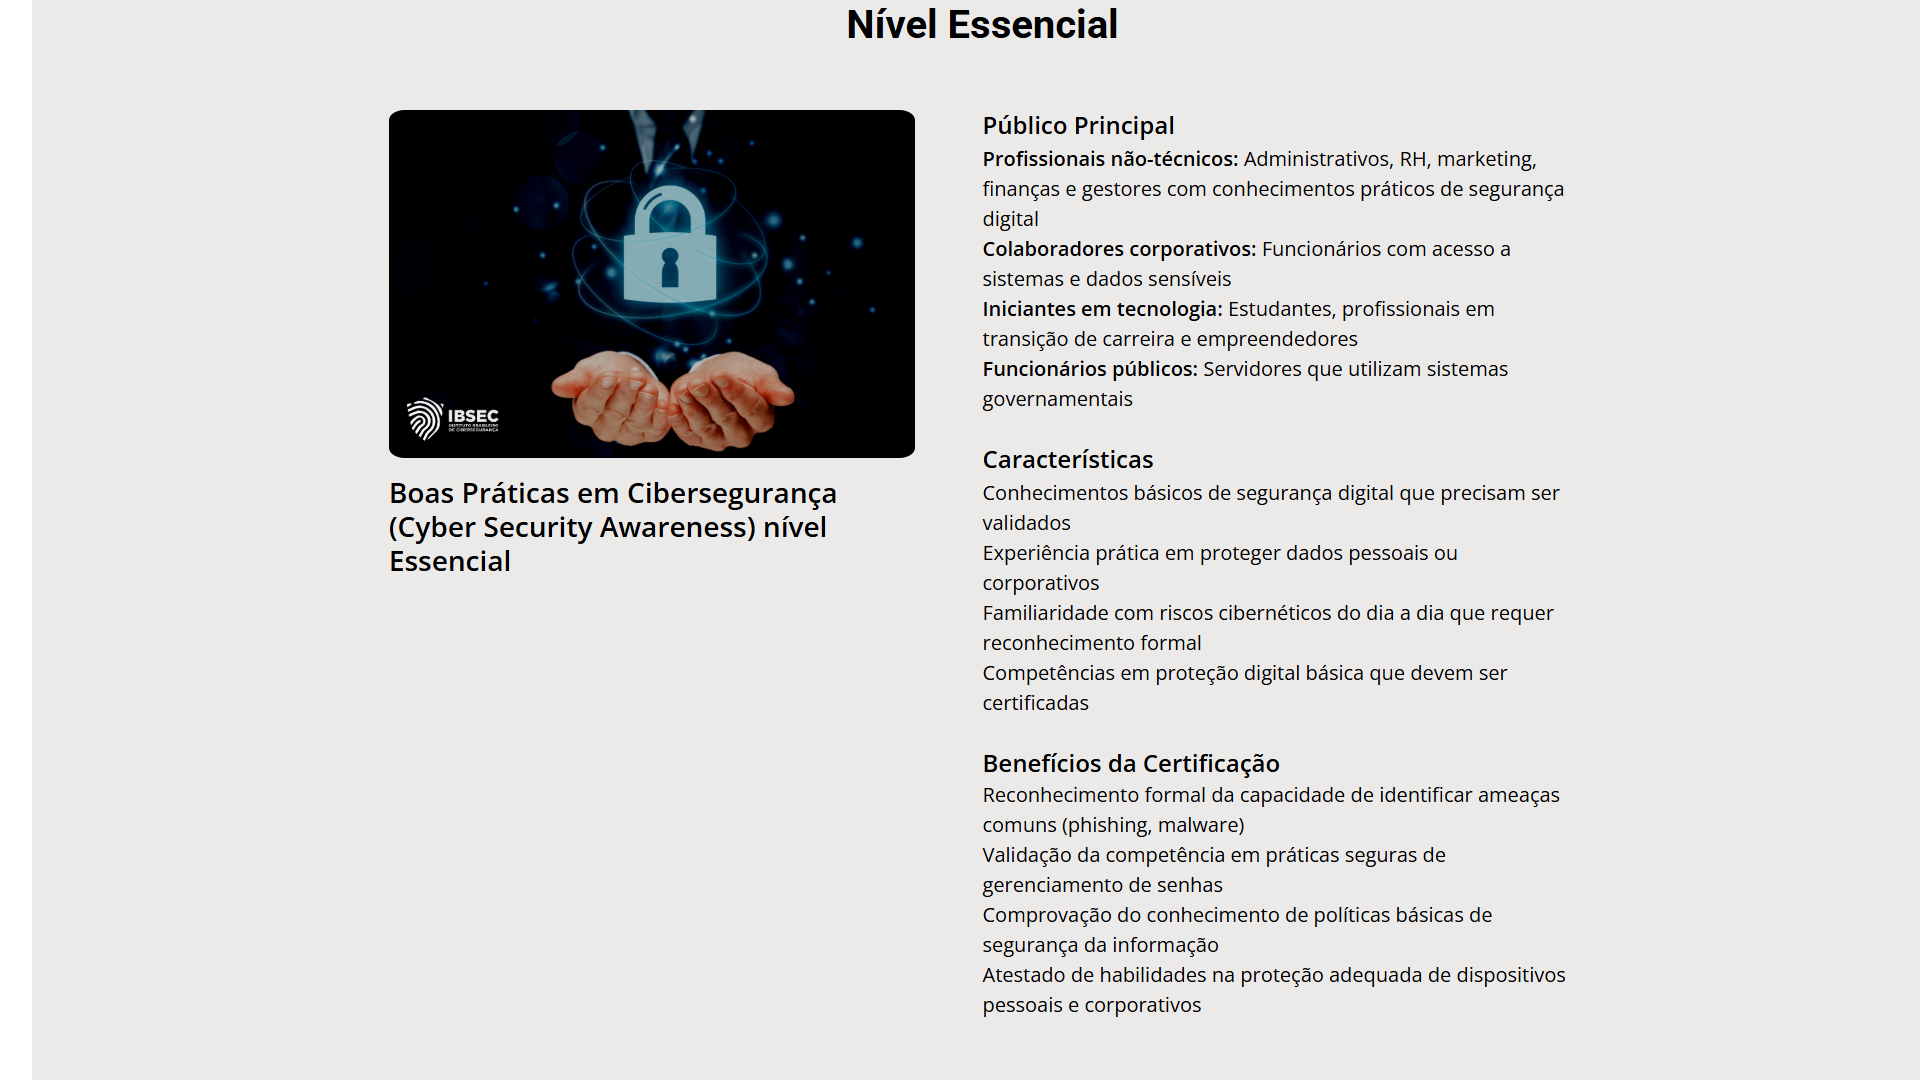 Nível Essencial
IBSEC
INSTITUTO BRASILEIRO
DE CIBERSEGURANÇA
Boas Práticas em Cibersegurança
(Cyber Security Awareness) nível
Essencial
Público Principal
Profissionais não-técnicos: Administrativos, RH, marketing,
finanças e gestores com conhecimentos práticos de segurança
digital
Colaboradores corporativos: Funcionários com acesso a
sistemas e dados sensíveis
Iniciantes em tecnologia: Estudantes, profissionais em
transição de carreira e empreendedores
Funcionários públicos: Servidores que utilizam sistemas
governamentais
Características
Conhecimentos básicos de segurança digital que precisam ser
validados
Experiência prática em proteger dados pessoais ou
corporativos
Familiaridade com riscos cibernéticos do dia a dia que requer
reconhecimento formal
Competências em proteção digital básica que devem ser
certificadas
Benefícios da Certificação
Reconhecimento formal da capacidade de identificar ameaças
comuns (phishing, malware)
Validação da competência em práticas seguras de
gerenciamento de senhas
Comprovação do conhecimento de políticas básicas de
segurança da informação
Atestado de habilidades na proteção adequada de dispositivos
pessoais e corporativos